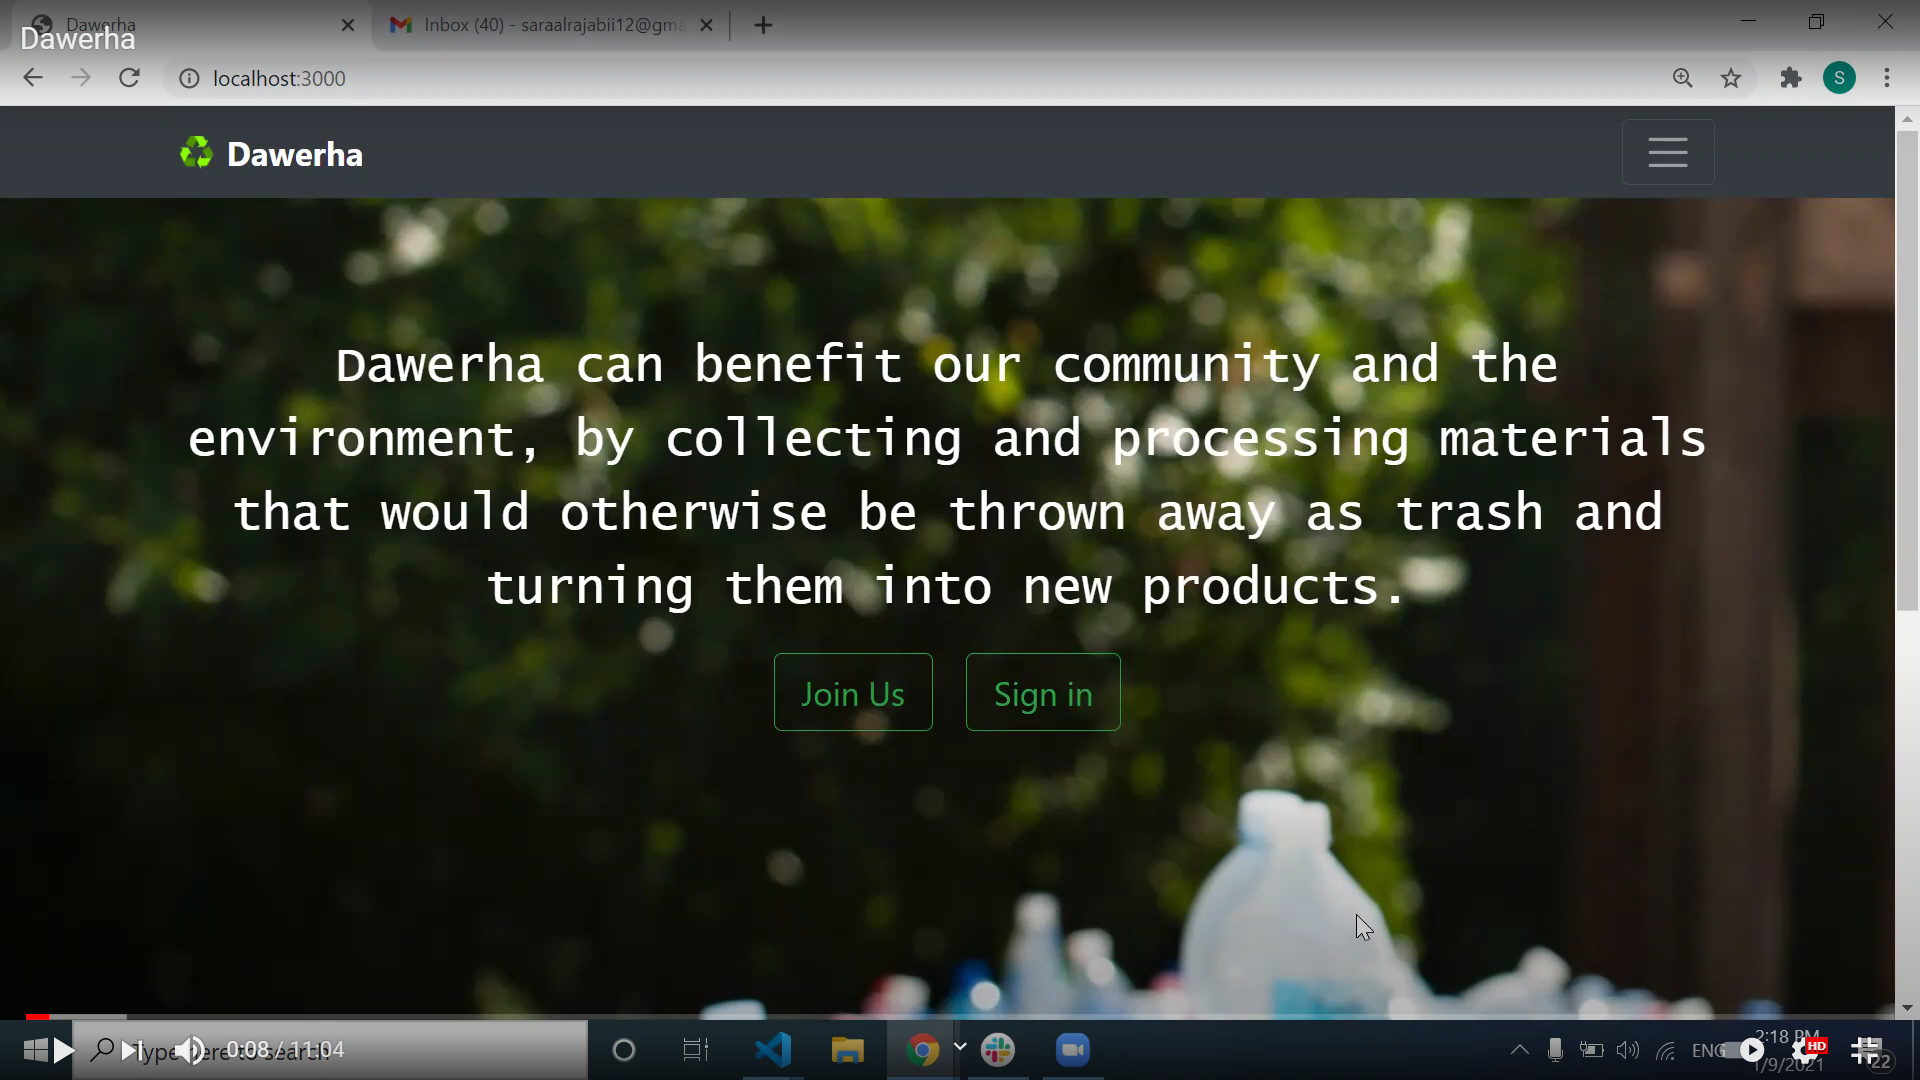 Dawerha
Inbox (40) - saraalrajabii12@gma
Dawerha
localhost:3000
S
Dawerha
Dawerha can benefit our community and the
environment, by collecting and processing materials
that would otherwise be thrown away as trash and
turning them into new products.
Join Us
Sign in
Type here to search
0:08 / 11:04
ENG
2:18 PM
1/9/2021
HD
22